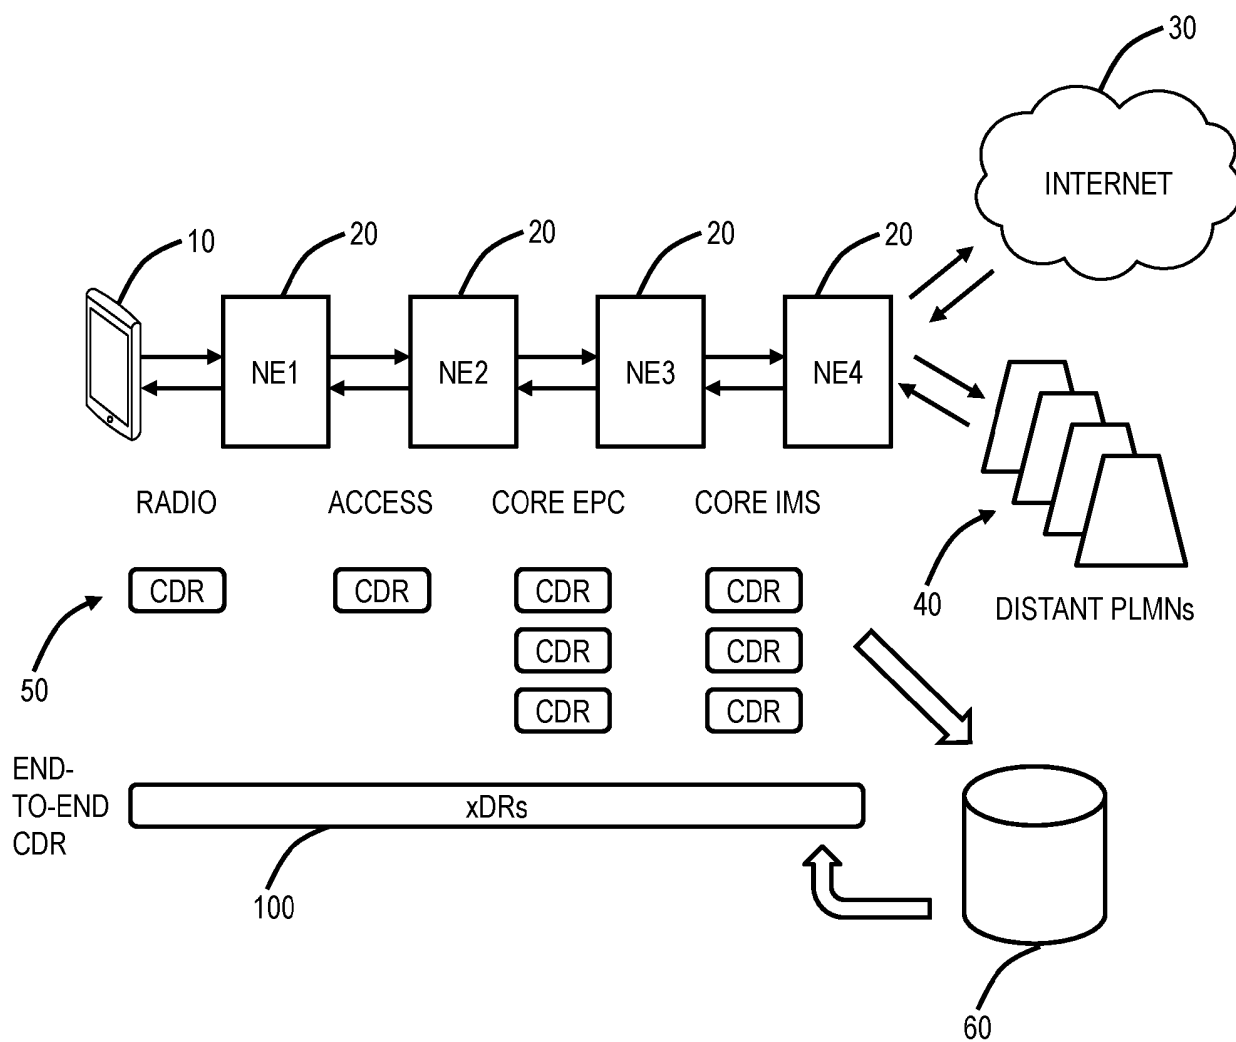 30
INTERNET
10
20
20
20
20
NE1
NE2
NE3
NE4
RADIO
ACCESS
CORE EPC
CORE IMS
CDR
CDR
CDR
CDR
40
DISTANT PLMNs
CDR
CDR
50
CDR
CDR
END-
TO-END
CDR
xDRs
100
60